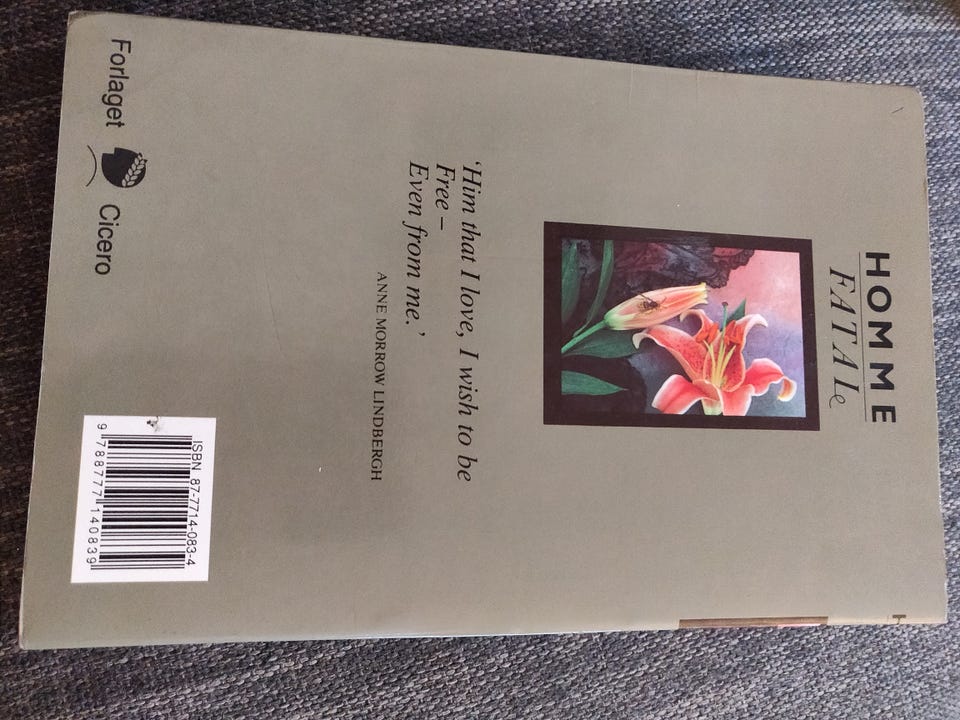 HOMME
FATALe
'Him that I love, I wish to be
Free –
Even from me.'
ANNE MORROW LINDBERGH
Forlaget Cicero
ISBN 87-7714-083-4
9 788777 140839